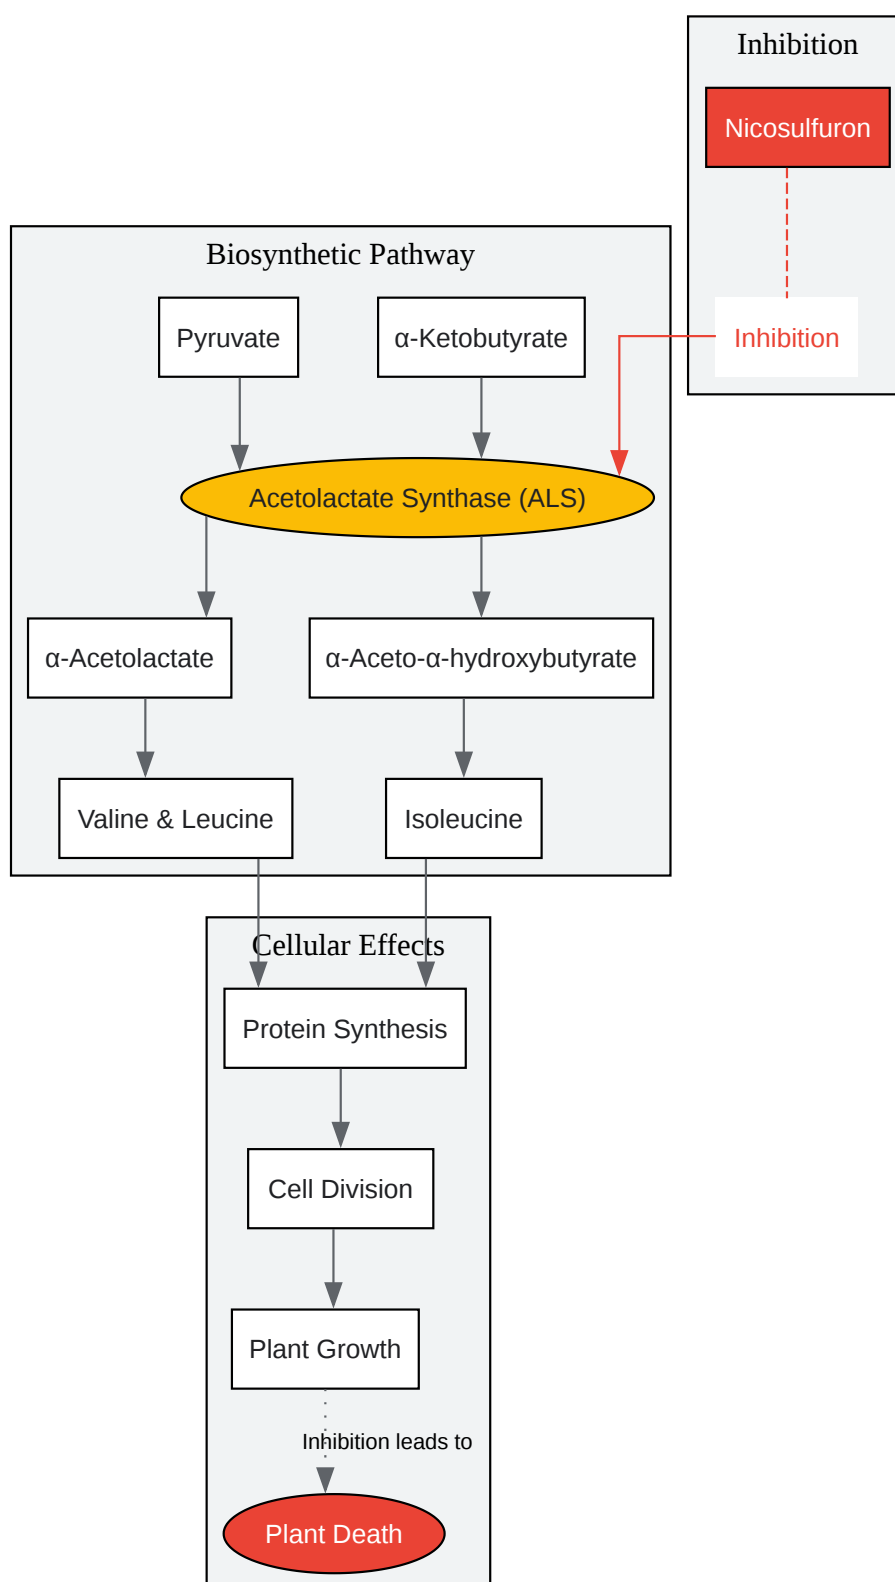 Inhibition
Nicosulfuron
Biosynthetic Pathway
Pyruvate
α-Ketobutyrate
Inhibition
Acetolactate Synthase (ALS)
α-Acetolactate
α-Aceto-α-hydroxybutyrate
Valine & Leucine
Isoleucine
Cellular Effects
Protein Synthesis
Cell Division
Plant Growth
Inhibition leads to
Plant Death